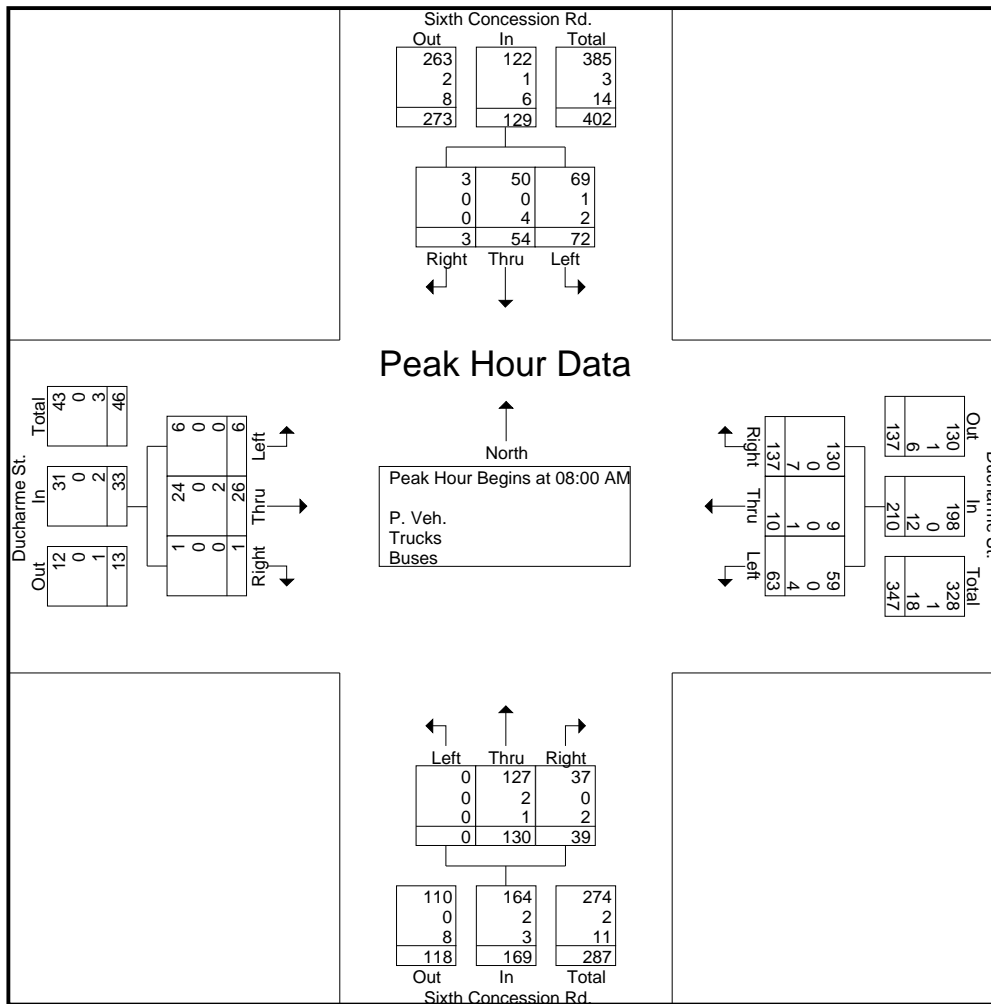 Sixth Concession Rd.
Out In Total
263 122 385
2 1 3
8 6 14
273 129 402
3 50 69
0 0 1
0 4 2
3 54 72
Right Thru Left
Peak Hour Data
North
Peak Hour Begins at 08:00 AM
P. Veh.
Trucks
Buses
Ducharme St.
Out In Total
12 31 43
0 0 0
1 2 3
13 33 46
1 24 6
0 0 0
0 2 0
1 26 6
Right Thru Left
Ducharme St.
Out In Total
130 198 328
1 0 1
6 12 18
137 210 347
130 9 59
0 0 0
7 1 4
137 10 63
Right Thru Left
Left Thru Right
0 127 37
0 2 0
0 1 2
0 130 39
110 164 274
0 2 2
8 3 11
118 169 287
Out In Total
Sixth Concession Rd.